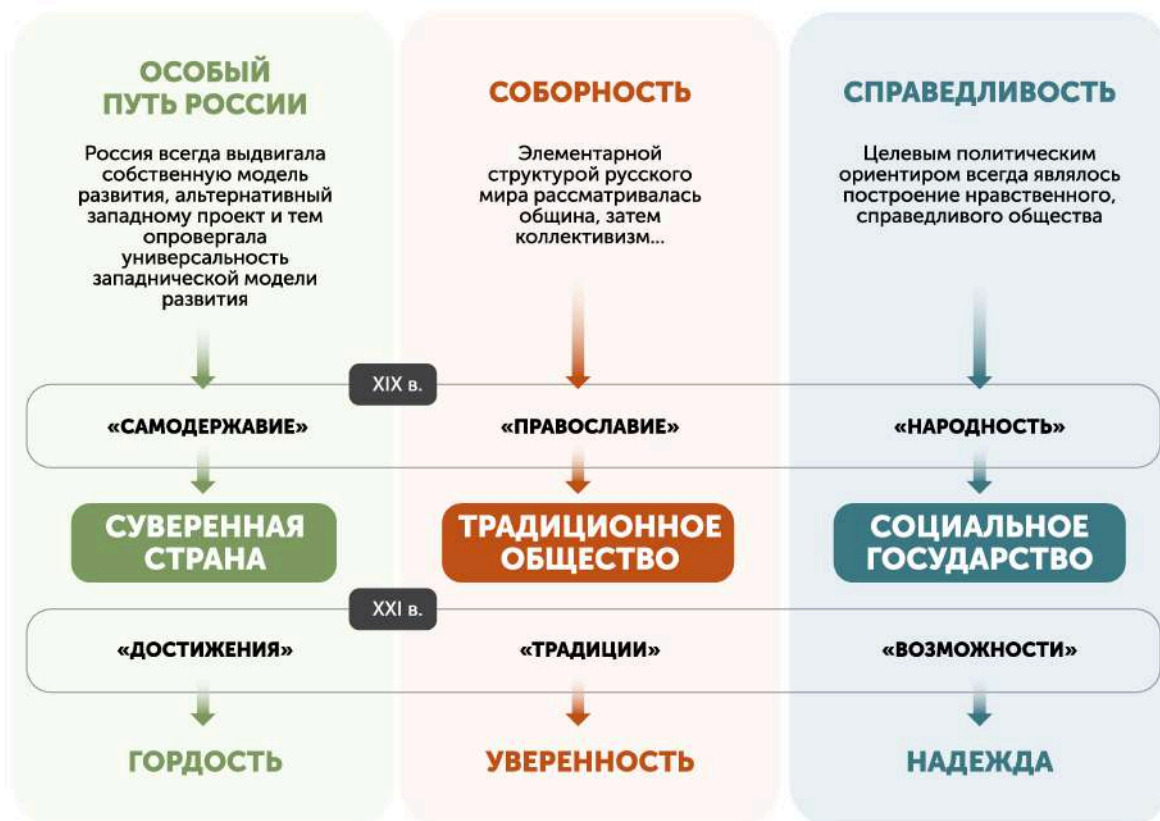 ОСОБЫЙ
ПУТЬ РОССИИ
Россия всегда выдвигала
собственную модель
развития, альтернативный
западному проект и тем
опровергала
универсальность
западнической модели
развития
СОБОРНОСТЬ
Элементарной
структурой русского
мира рассматривалась
община, затем
коллективизм...
СПРАВЕДЛИВОСТЬ
Целевым политическим
ориентиром всегда являлось
построение нравственного,
справедливого общества
XIX в.
«САМОДЕРЖАВИЕ»
«ПРАВОСЛАВИЕ»
«НАРОДНОСТЬ»
СУВЕРЕННАЯ
СТРАНА
ТРАДИЦИОННОЕ
ОБЩЕСТВО
СОЦИАЛЬНОЕ
ГОСУДАРСТВО
XXI в.
«ДОСТИЖЕНИЯ»
«ТРАДИЦИИ»
«ВОЗМОЖНОСТИ»
ГОРДОСТЬ
УВЕРЕННОСТЬ
НАДЕЖДА